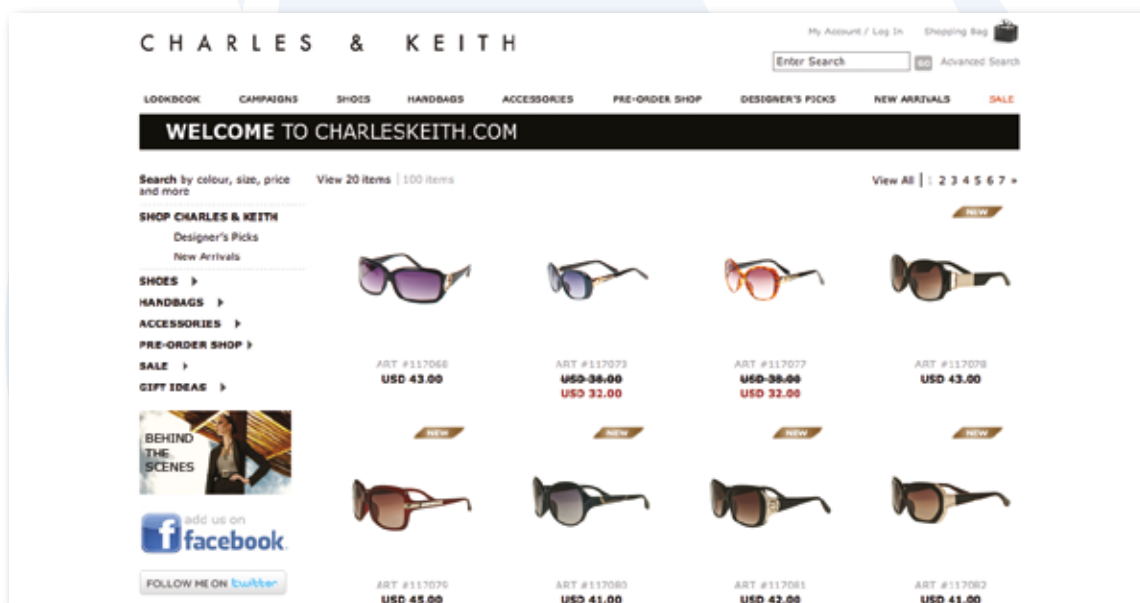 CHARLES & KEITH
My Account / Log In Shopping Bag
Enter Search GO Advanced Search
LOOKBOOK CAMPAIGNS SHOES HANDBAGS ACCESSORIES PRE-ORDER SHOP DESIGNER'S PICKS NEW ARRIVALS SALE
WELCOME TO CHARLESKEITH.COM
Search by colour, size, price
and more
SHOP CHARLES & KEITH
Designer's Picks
New Arrivals
SHOES
HANDBAGS
ACCESSORIES
PRE-ORDER SHOP
SALE
GIFT IDEAS
BEHIND
THE
SCENES
add us on
facebook.
FOLLOW ME ON twitter
View 20 items | 100 items
View All | 1 2 3 4 5 6 7 »
NEW
ART #117066 ART #117073 ART #117077 ART #117078
USD 43.00 USD 38.00 USD 38.00 USD 43.00
USD 32.00 USD 32.00
NEW NEW NEW NEW
ART #117079 ART #117080 ART #117081 ART #117082
USD 45.00 USD 41.00 USD 42.00 USD 41.00